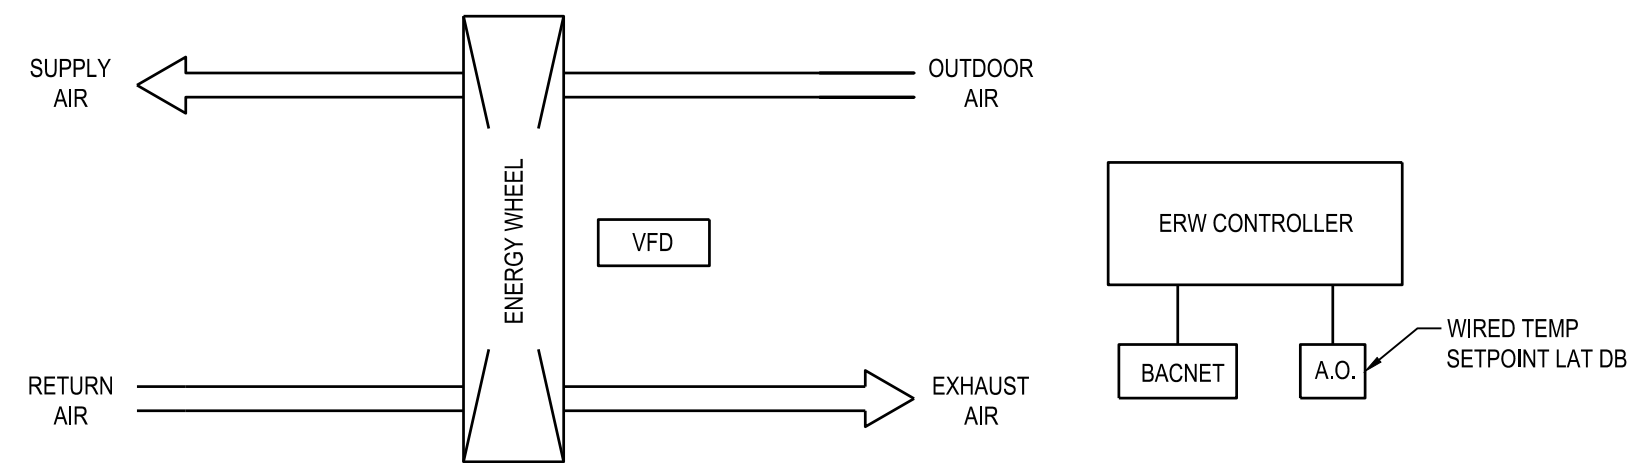 SUPPLY
AIR
OUTDOOR
AIR
ENERGY WHEEL
VFD
ERW CONTROLLER
BACNET
A.O.
WIRED TEMP
SETPOINT LAT DB
RETURN
AIR
EXHAUST
AIR